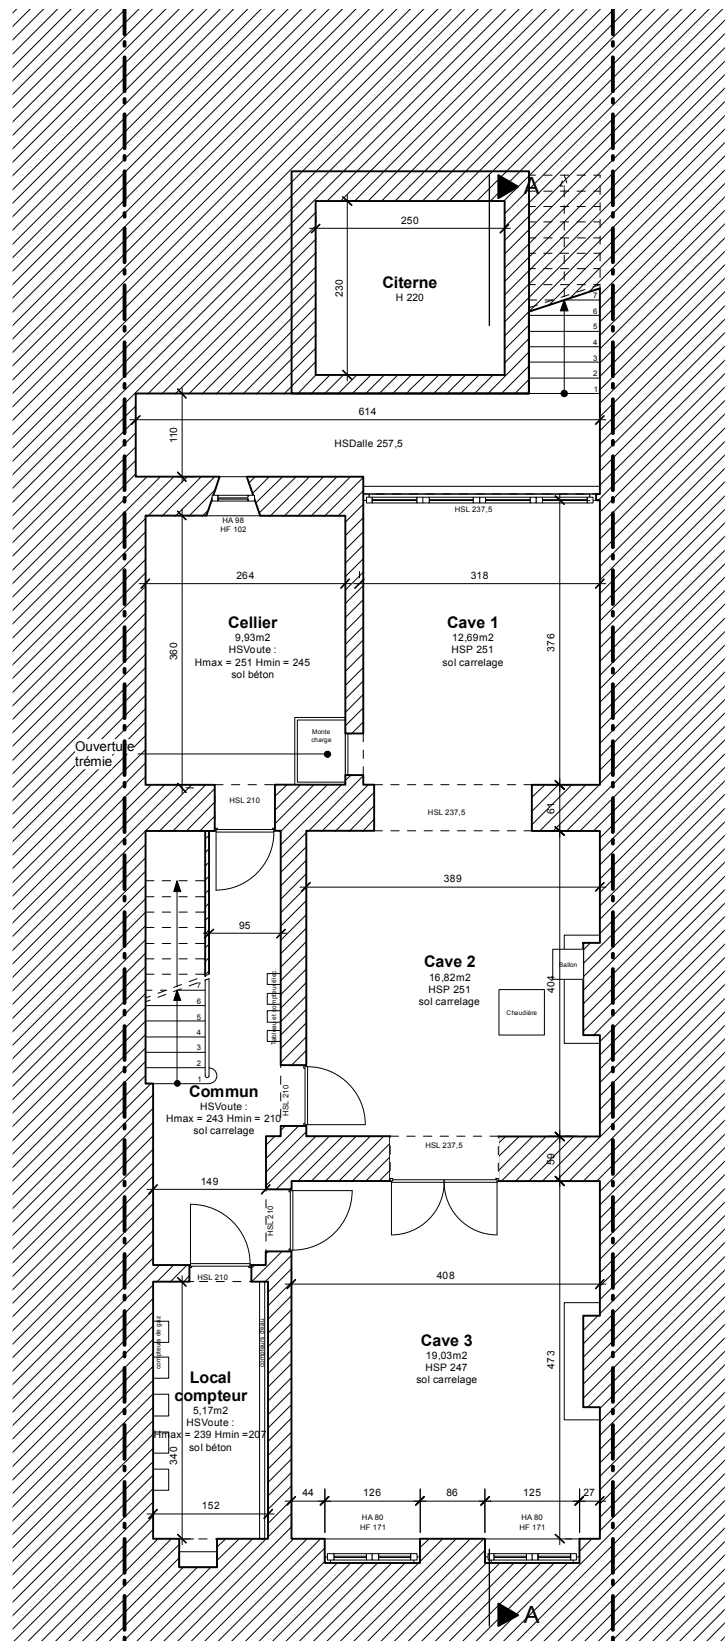 A
250
230
Citerne
H 220
7
6
5
4
3
2
1
614
110
HSDalle 257,5
HSL 237,5
HA 98
HF 102
264
318
Cellier
9,93m2
HSVoute :
Hmax = 251 Hmin = 245
sol béton
360
Cave 1
12,69m2
HSP 251
sol carrelage
376
Ouverture
trémie
Monte
charge
HSL 210
HSL 237,5
61
389
95
Cave 2
16,82m2
HSP 251
sol carrelage
404
Ballon
Chaudière
7
6
5
4
3
2
1
Commun
HSVoute :
Hmax = 243 Hmin = 210
sol carrelage
HSL 210
HSL 237,5
59
149
HSL 210
HSL 210
408
compteurs de gaz
compteurs d'eau
Cave 3
19,03m2
HSP 247
sol carrelage
473
Local
compteur
5,17m2
HSVoute :
Hmax = 239 Hmin =207
sol béton
340
152
44
126
86
125
27
HA 80
HF 171
HA 80
HF 171
A